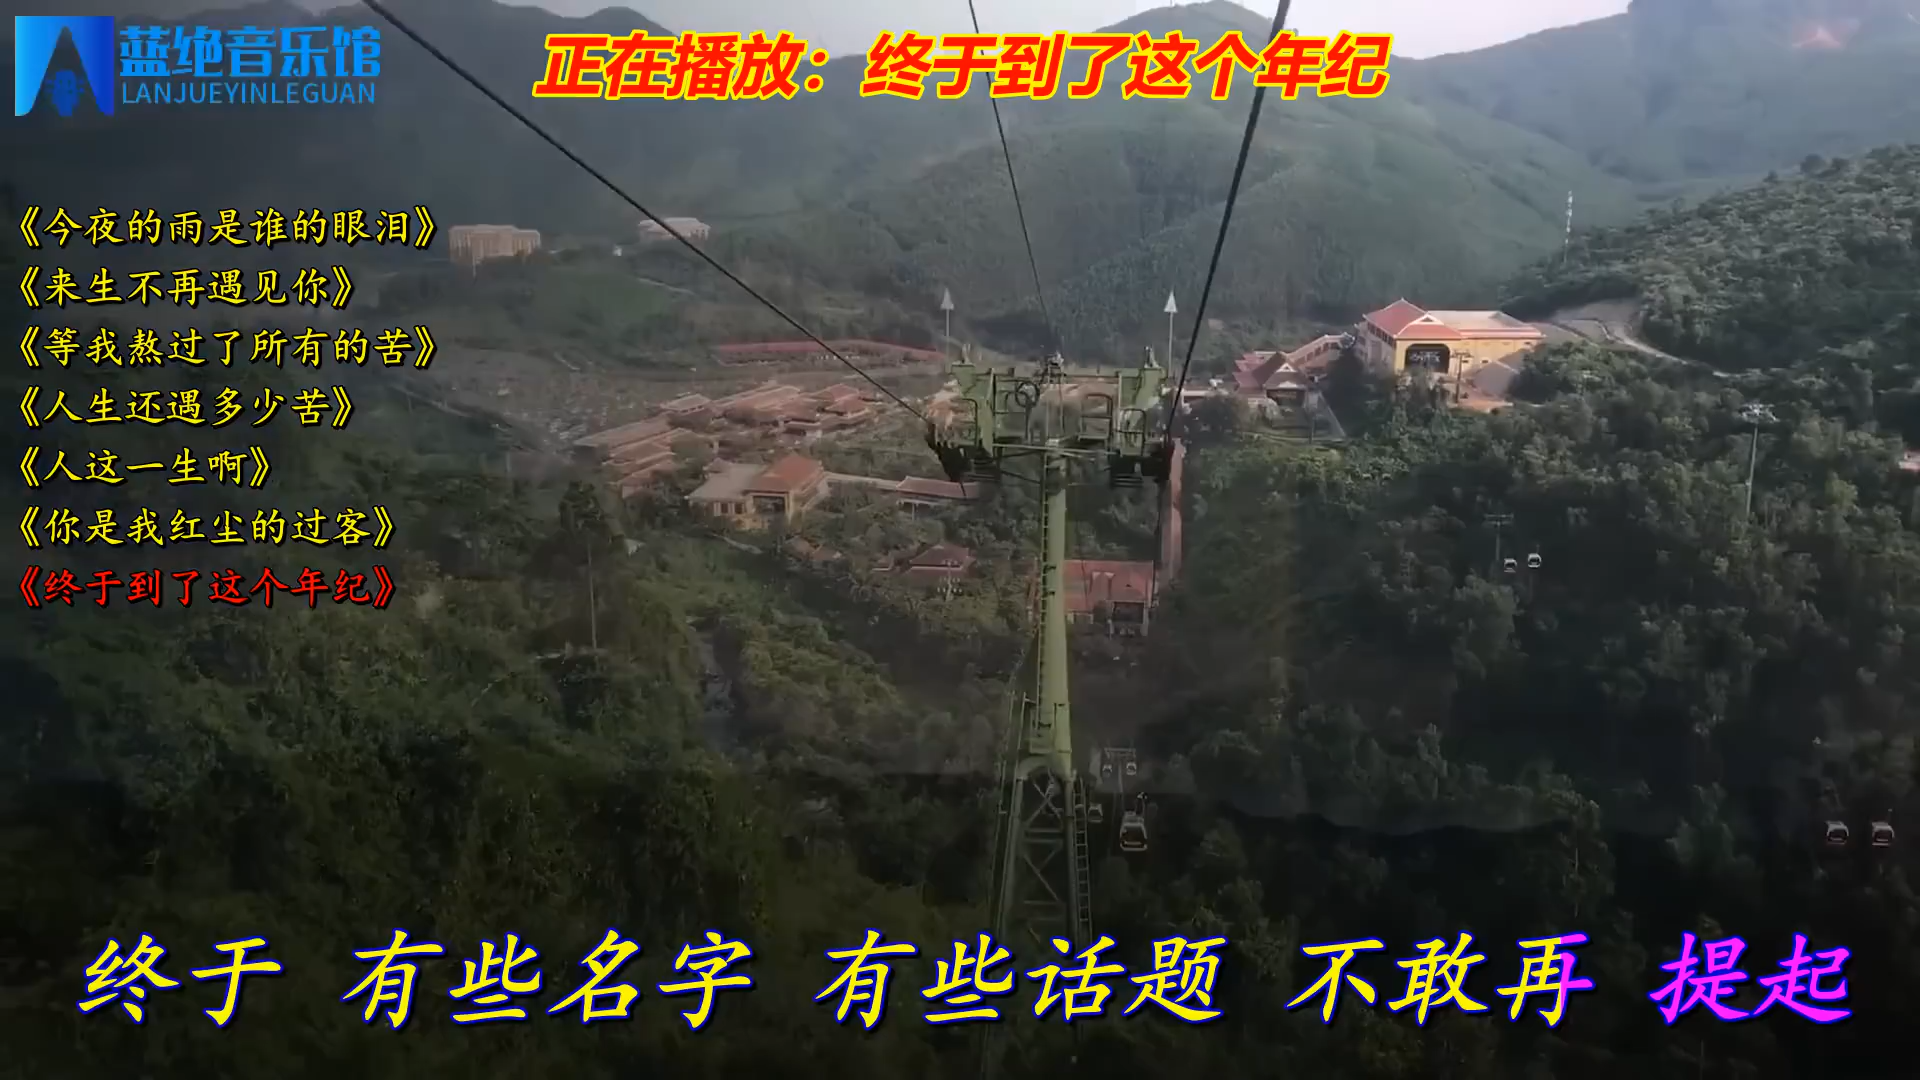 蓝绝音乐馆
LANJUEYINLEGUAN
正在播放：终于到了这个年纪
《今夜的雨是谁的眼泪》
《来生不再遇见你》
《等我熬过了所有的苦》
《人生还遇多少苦》
《人这一生啊》
《你是我红尘的过客》
《终于到了这个年纪》
终于 有些名字 有些话题 不敢再 提起